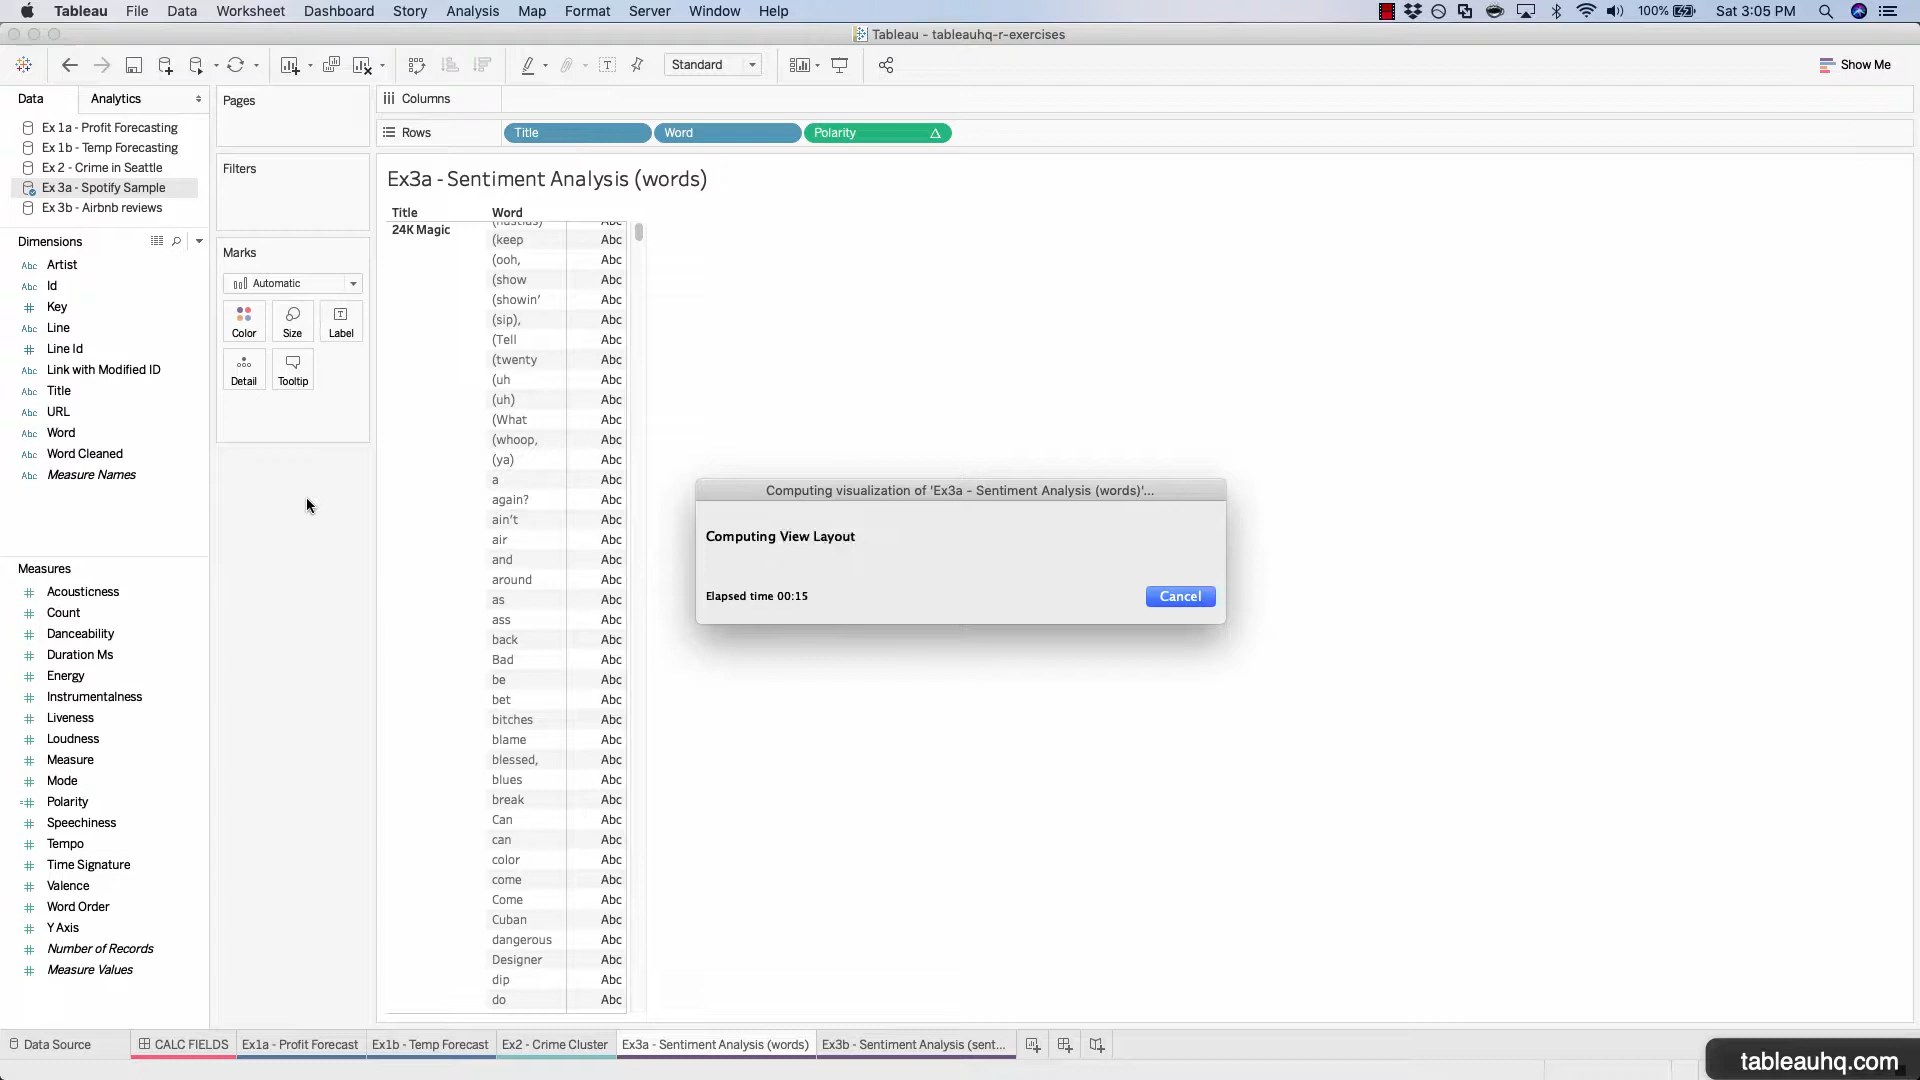 Tableau File Data Worksheet Dashboard Story Analysis Map Format Server Window Help 100% Sat 3:05 PM
Tableau - tableauhq-r-exercises
Standard Show Me
Data Analytics Pages Columns
Ex 1a - Profit Forecasting
Ex 1b - Temp Forecasting
Ex 2 - Crime in Seattle
Ex 3a - Spotify Sample
Ex 3b - Airbnb reviews
Rows Title Word Polarity
Filters
Dimensions
Abc Artist
Abc Id
Key
Abc Line
Line Id
Abc Link with Modified ID
Abc Title
Abc URL
Abc Word
Abc Word Cleaned
Abc Measure Names
Marks
Automatic
Color Size Label
Detail Tooltip
Measures
Acousticness
Count
Danceability
Duration Ms
Energy
Instrumentalness
Liveness
Loudness
Measure
Mode
Polarity
Speechiness
Tempo
Time Signature
Valence
Word Order
Y Axis
Number of Records
Measure Values
Ex3a - Sentiment Analysis (words)
Title Word
24K Magic
Abc
(keep Abc
(ooh, Abc
(show Abc
(showin' Abc
(sip), Abc
(Tell Abc
(twenty Abc
(uh Abc
(uh) Abc
(What Abc
(whoop, Abc
(ya) Abc
a Abc
again? Abc
ain't Abc
air Abc
and Abc
around Abc
as Abc
ass Abc
back Abc
Bad Abc
be Abc
bet Abc
bitches Abc
blame Abc
blessed, Abc
blues Abc
break Abc
Can Abc
can Abc
color Abc
come Abc
Come Abc
Cuban Abc
dangerous Abc
Designer Abc
dip Abc
do Abc
Computing visualization of 'Ex3a - Sentiment Analysis (words)'...
Computing View Layout
Elapsed time 00:15 Cancel
Data Source CALC FIELDS Ex1a - Profit Forecast Ex1b - Temp Forecast Ex2 - Crime Cluster Ex3a - Sentiment Analysis (words) Ex3b - Sentiment Analysis (sent...
tableauhq.com